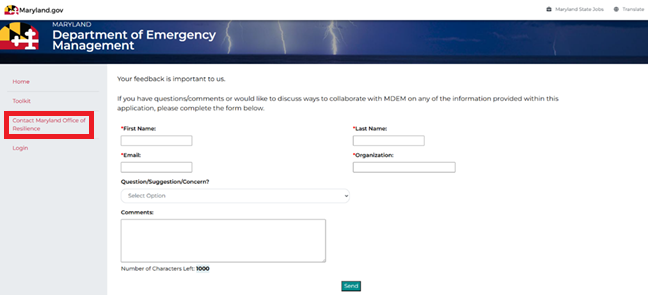 Maryland.gov
Maryland State Jobs
Translate
MARYLAND
Department of Emergency
Management
Home
Toolkit
Contact Maryland Office of
Resilience
Login
Your feedback is important to us.
If you have questions/comments or would like to discuss ways to collaborate with MDEM on any of the information provided within this
application, please complete the form below.
*First Name:
*Last Name:
*Email:
*Organization:
Question/Suggestion/Concern?
Select Option
Comments:
Number of Characters Left: 1000
Send